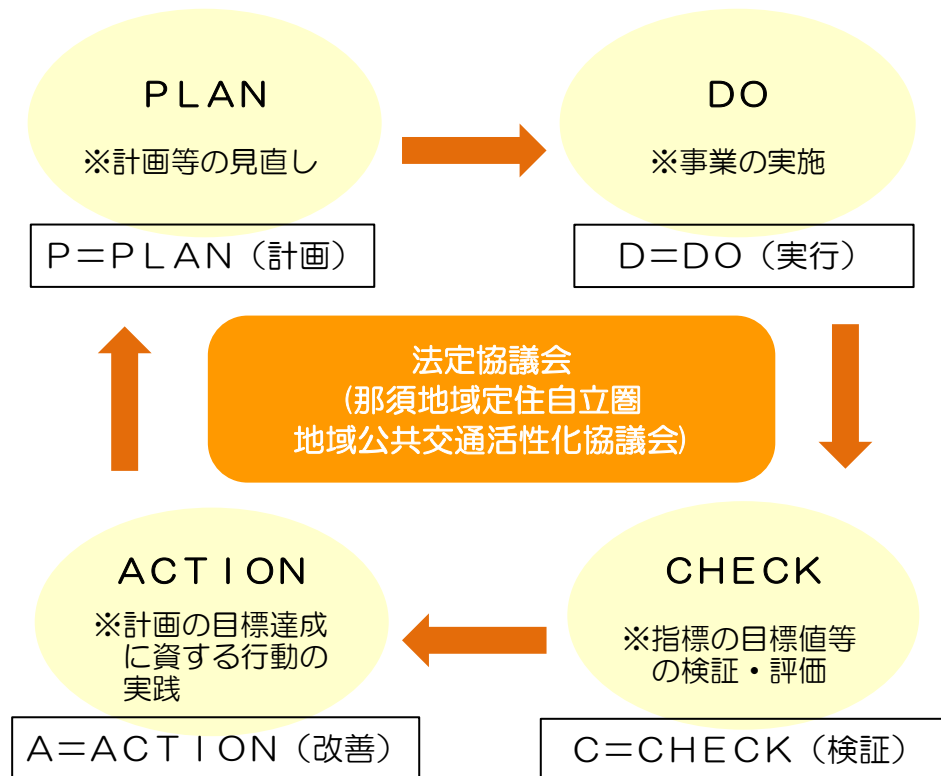 ＰＬＡＮ
※計画等の見直し
Ｐ＝ＰＬＡＮ（計画）
ＤＯ
※事業の実施
Ｄ＝ＤＯ（実行）
法定協議会
(那須地域定住自立圏
地域公共交通活性化協議会)
ＡＣＴＩＯＮ
※計画の目標達成
に資する行動の
実践
Ａ＝ＡＣＴＩＯＮ（改善）
ＣＨＥＣＫ
※指標の目標値等
の検証・評価
Ｃ＝ＣＨＥＣＫ（検証）